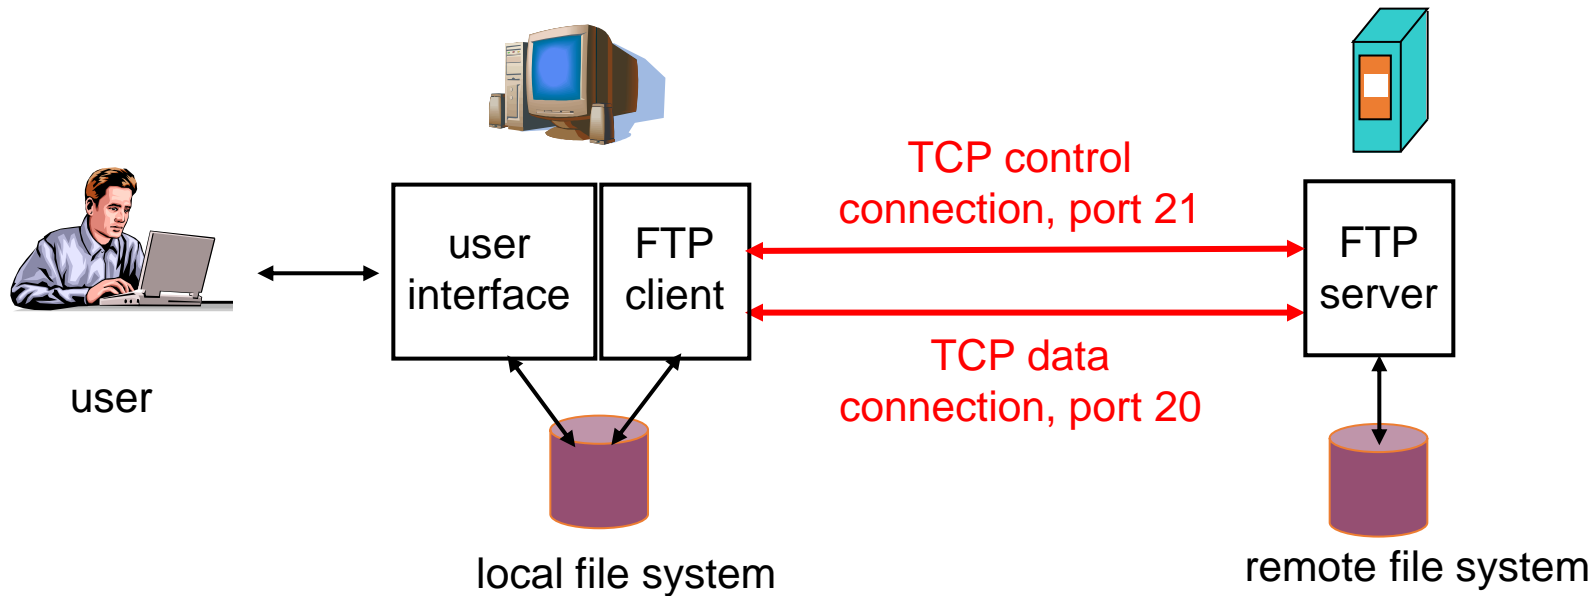 TCP control
connection, port 21
user
interface
FTP
client
FTP
server
TCP data
connection, port 20
user
local file system
remote file system